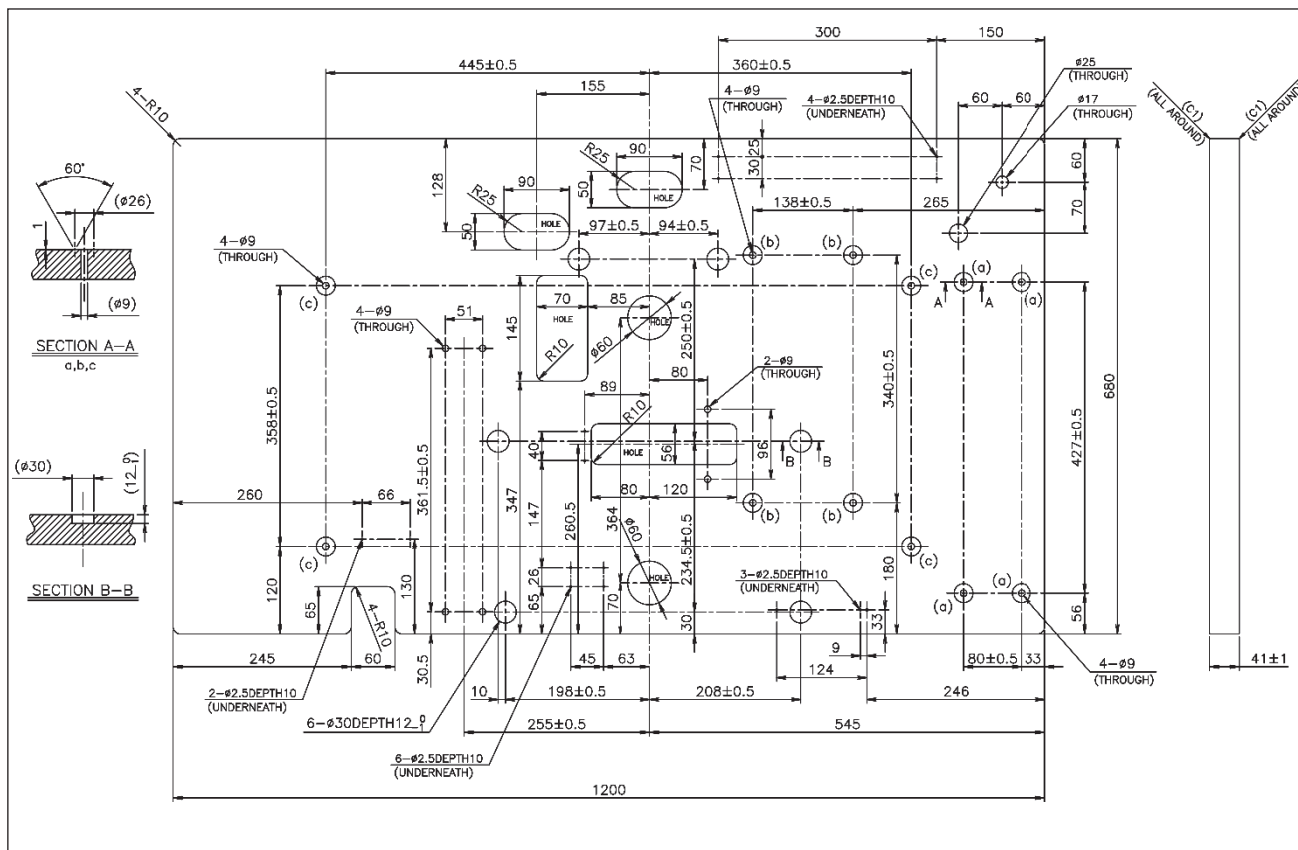 300
150
445±0.5
360±0.5
ø25
(THROUGH)
155
4-ø9
(THROUGH)
4-ø2.5DEPTH10
(UNDERNEATH)
60
60
ø17
(THROUGH)
4-R10
(C1)
(ALL AROUND)
(C1)
(ALL AROUND)
60°
(ø26)
1
(ø9)
SECTION A-A
a,b,c
128
R25
90
50
HOLE
R25
90
50
HOLE
70
25
30
60
70
138±0.5
265
97±0.5
94±0.5
(b)
(b)
4-ø9
(THROUGH)
(c)
(c)
(a)
(a)
A
A
70
HOLE
85
145
R10
HOLE
ø60
250±0.5
51
4-ø9
(THROUGH)
2-ø9
(THROUGH)
80
89
R10
340±0.5
680
427±0.5
358±0.5
361.5±0.5
347
40
HOLE
56
96
B
B
80
120
147
260.5
364
(ø30)
(12-⁰₁)
SECTION B-B
260
66
(b)
(b)
(c)
(c)
ø60
HOLE
234.5±0.5
180
120
65
4-R10
130
26
65
70
30
3-ø2.5DEPTH10
(UNDERNEATH)
33
(a)
(a)
56
30.5
245
60
45
63
9
124
80±0.5
33
4-ø9
(THROUGH)
41±1
2-ø2.5DEPTH10
(UNDERNEATH)
10
198±0.5
208±0.5
246
6-ø30DEPTH12-⁰₁
255±0.5
545
6-ø2.5DEPTH10
(UNDERNEATH)
1200